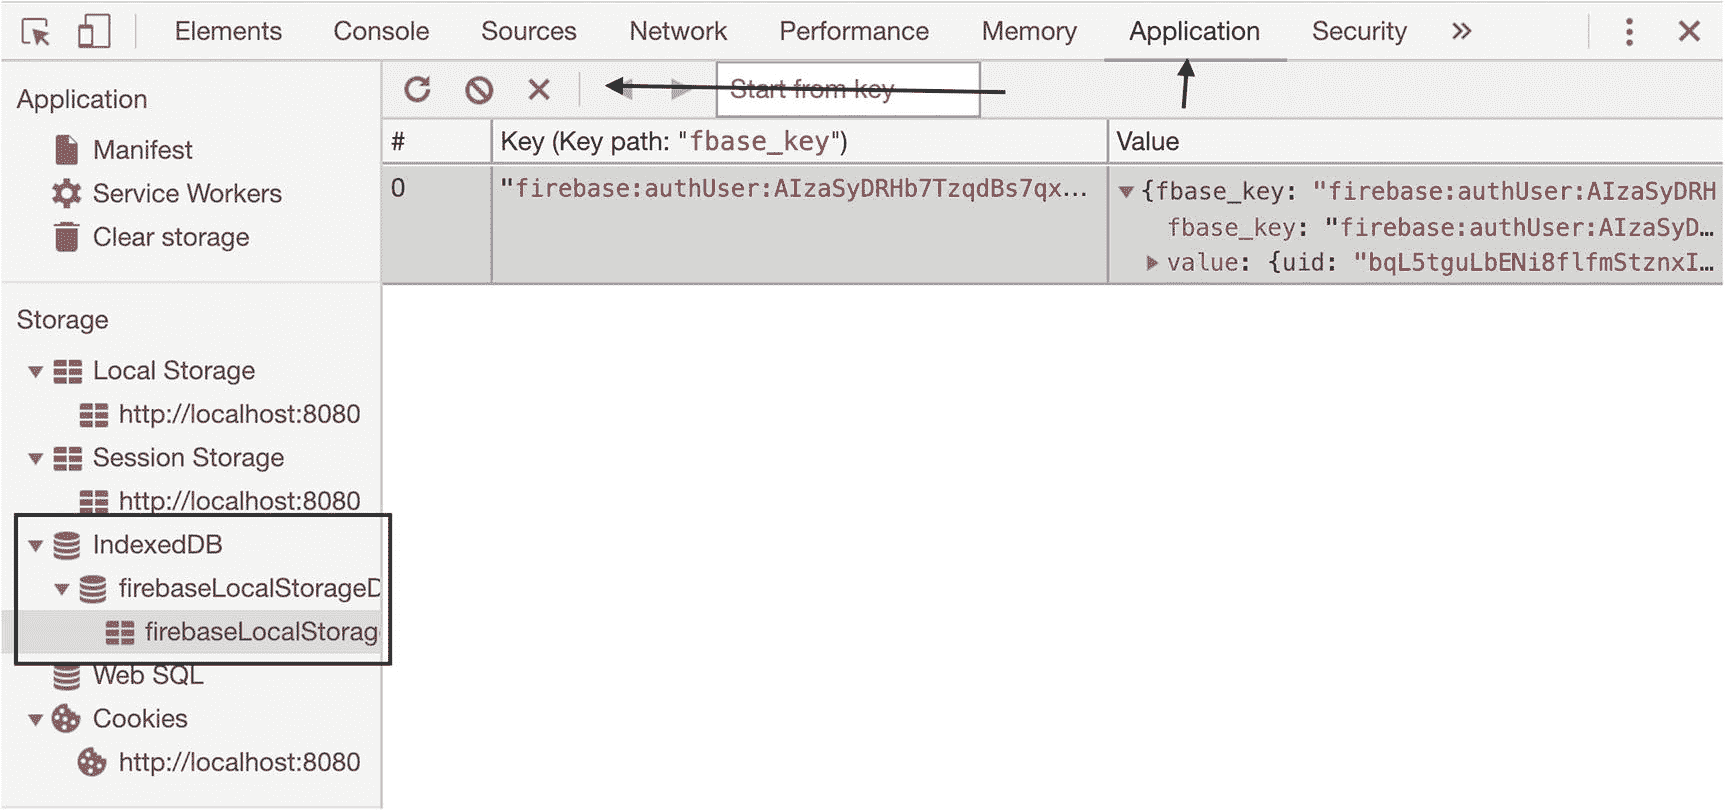 Elements Console Sources Network Performance Memory Application Security
Application
Manifest
Service Workers
Clear storage
Storage
Local Storage
http://localhost:8080
Session Storage
http://localhost:8080
IndexedDB
firebaseLocalStorageD
firebaseLocalStorag
Web SQL
Cookies
http://localhost:8080
Start from key
# Key (Key path: "fbase_key") Value
0 "firebase:authUser:AIzaSyDRHb7TzqdBs7qx... {fbase_key: "firebase:authUser:AIzaSyDRH
fbase_key: "firebase:authUser:AIzaSyD...
value: {uid: "bqL5tguLbENi8flfmStznxI...